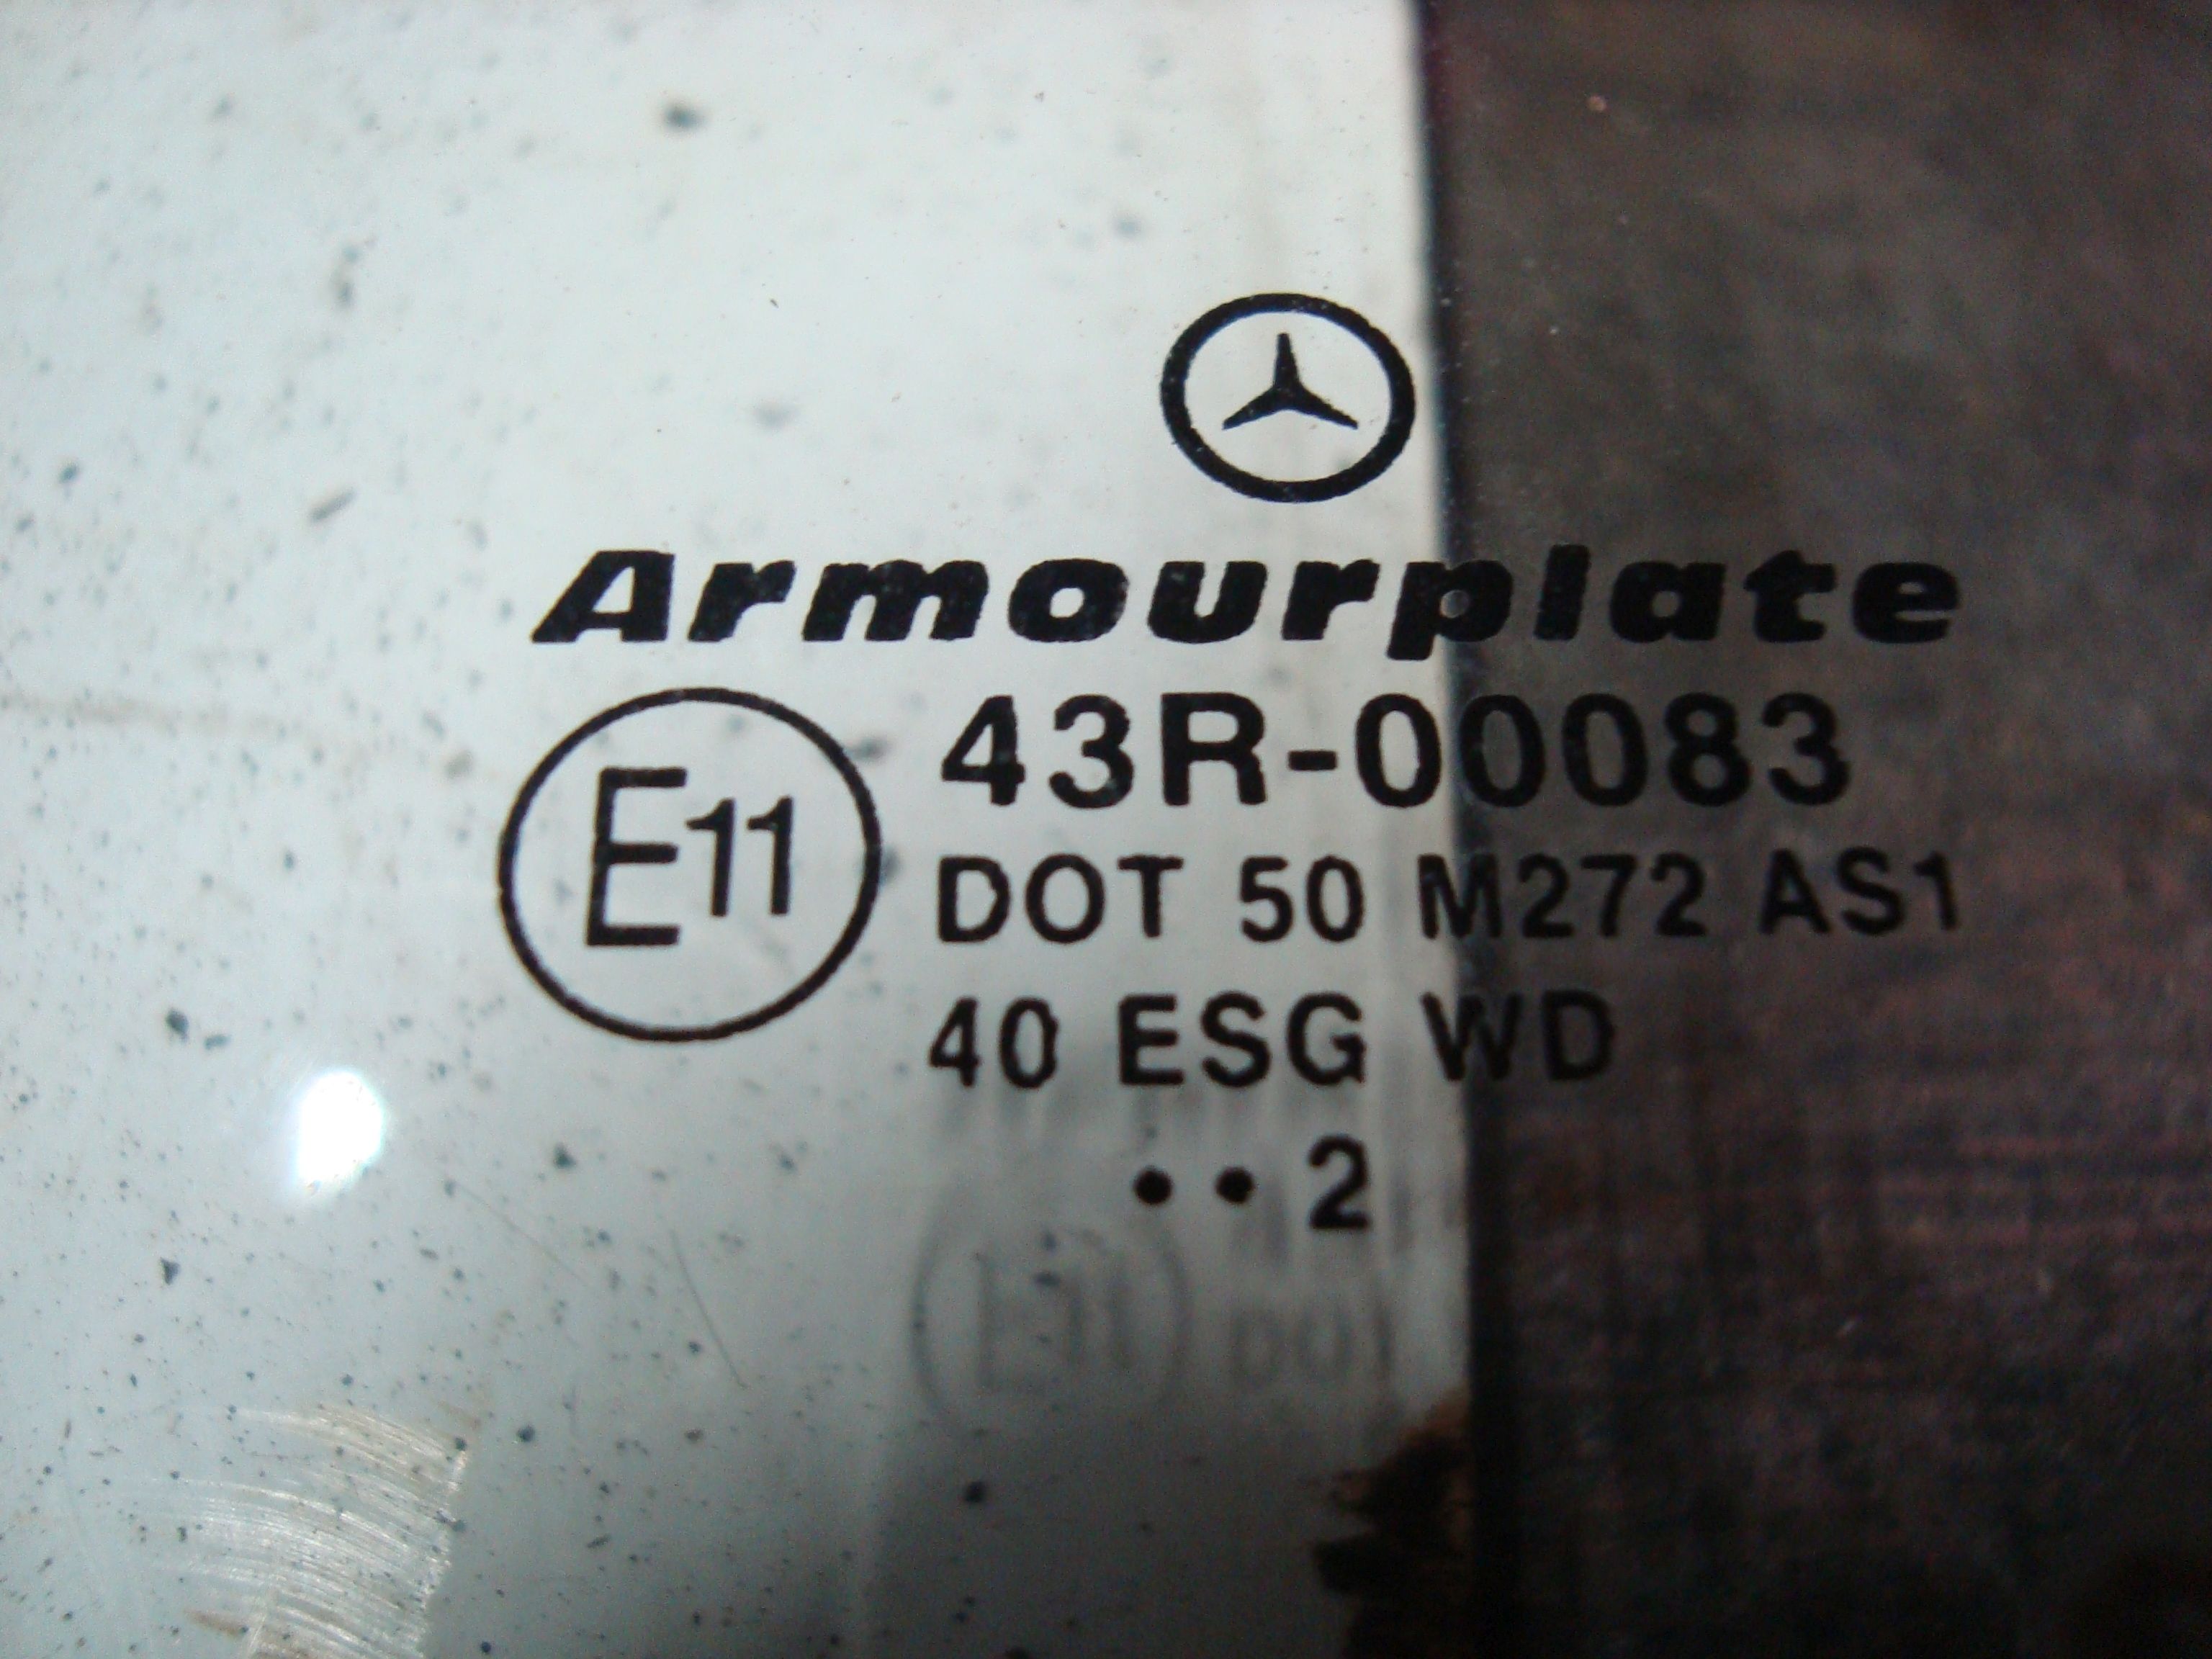 Armourplate
E11 43R-00083
DOT 50 M272 AS1
40 ESG WD
•• 2